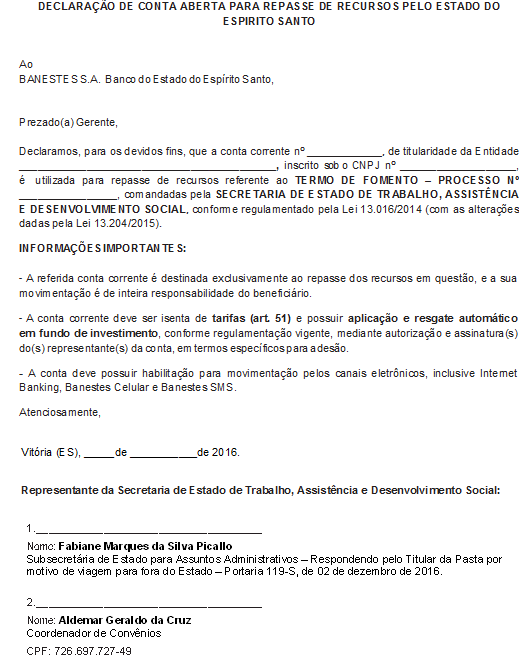 DECLARAÇÃO DE CONTA ABERTA PARA REPASSE DE RECURSOS PELO ESTADO DO
ESPIRITO SANTO
Ao
BANESTES S.A. Banco do Estado do Espírito Santo,
Prezado(a) Gerente,
Declaramos, para os devidos fins, que a conta corrente nº _____________, de titularidade da Entidade
____________________________________________, inscrito sob o CNPJ nº ____________________,
é utilizada para repasse de recursos referente ao TERMO DE FOMENTO – PROCESSO Nº
_________________, comandadas pela SECRETARIA DE ESTADO DE TRABALHO, ASSISTÊNCIA
E DESENVOLVIMENTO SOCIAL, conforme regulamentado pela Lei 13.016/2014 (com as alterações
dadas pela Lei 13.204/2015).
INFORMAÇÕES IMPORTANTES:
- A referida conta corrente é destinada exclusivamente ao repasse dos recursos em questão, e a sua
movimentação é de inteira responsabilidade do beneficiário.
- A conta corrente deve ser isenta de tarifas (art. 51) e possuir aplicação e resgate automático
em fundo de investimento, conforme regulamentação vigente, mediante autorização e assinatura(s)
do(s) representante(s) da conta, em termos específicos para adesão.
- A conta deve possuir habilitação para movimentação pelos canais eletrônicos, inclusive Internet
Banking, Banestes Celular e Banestes SMS.
Atenciosamente,
Vitória (ES), _____de ___________de 2016.
Representante da Secretaria de Estado de Trabalho, Assistência e Desenvolvimento Social:
1.______________________________________
Nome: Fabiane Marques da Silva Picallo
Subsecretária de Estado para Assuntos Administrativos – Respondendo pelo Titular da Pasta por
motivo de viagem para fora do Estado – Portaria 119-S, de 02 de dezembro de 2016.
2.______________________________________
Nome: Aldemar Geraldo da Cruz
Coordenador de Convênios
CPF: 726.697.727-49